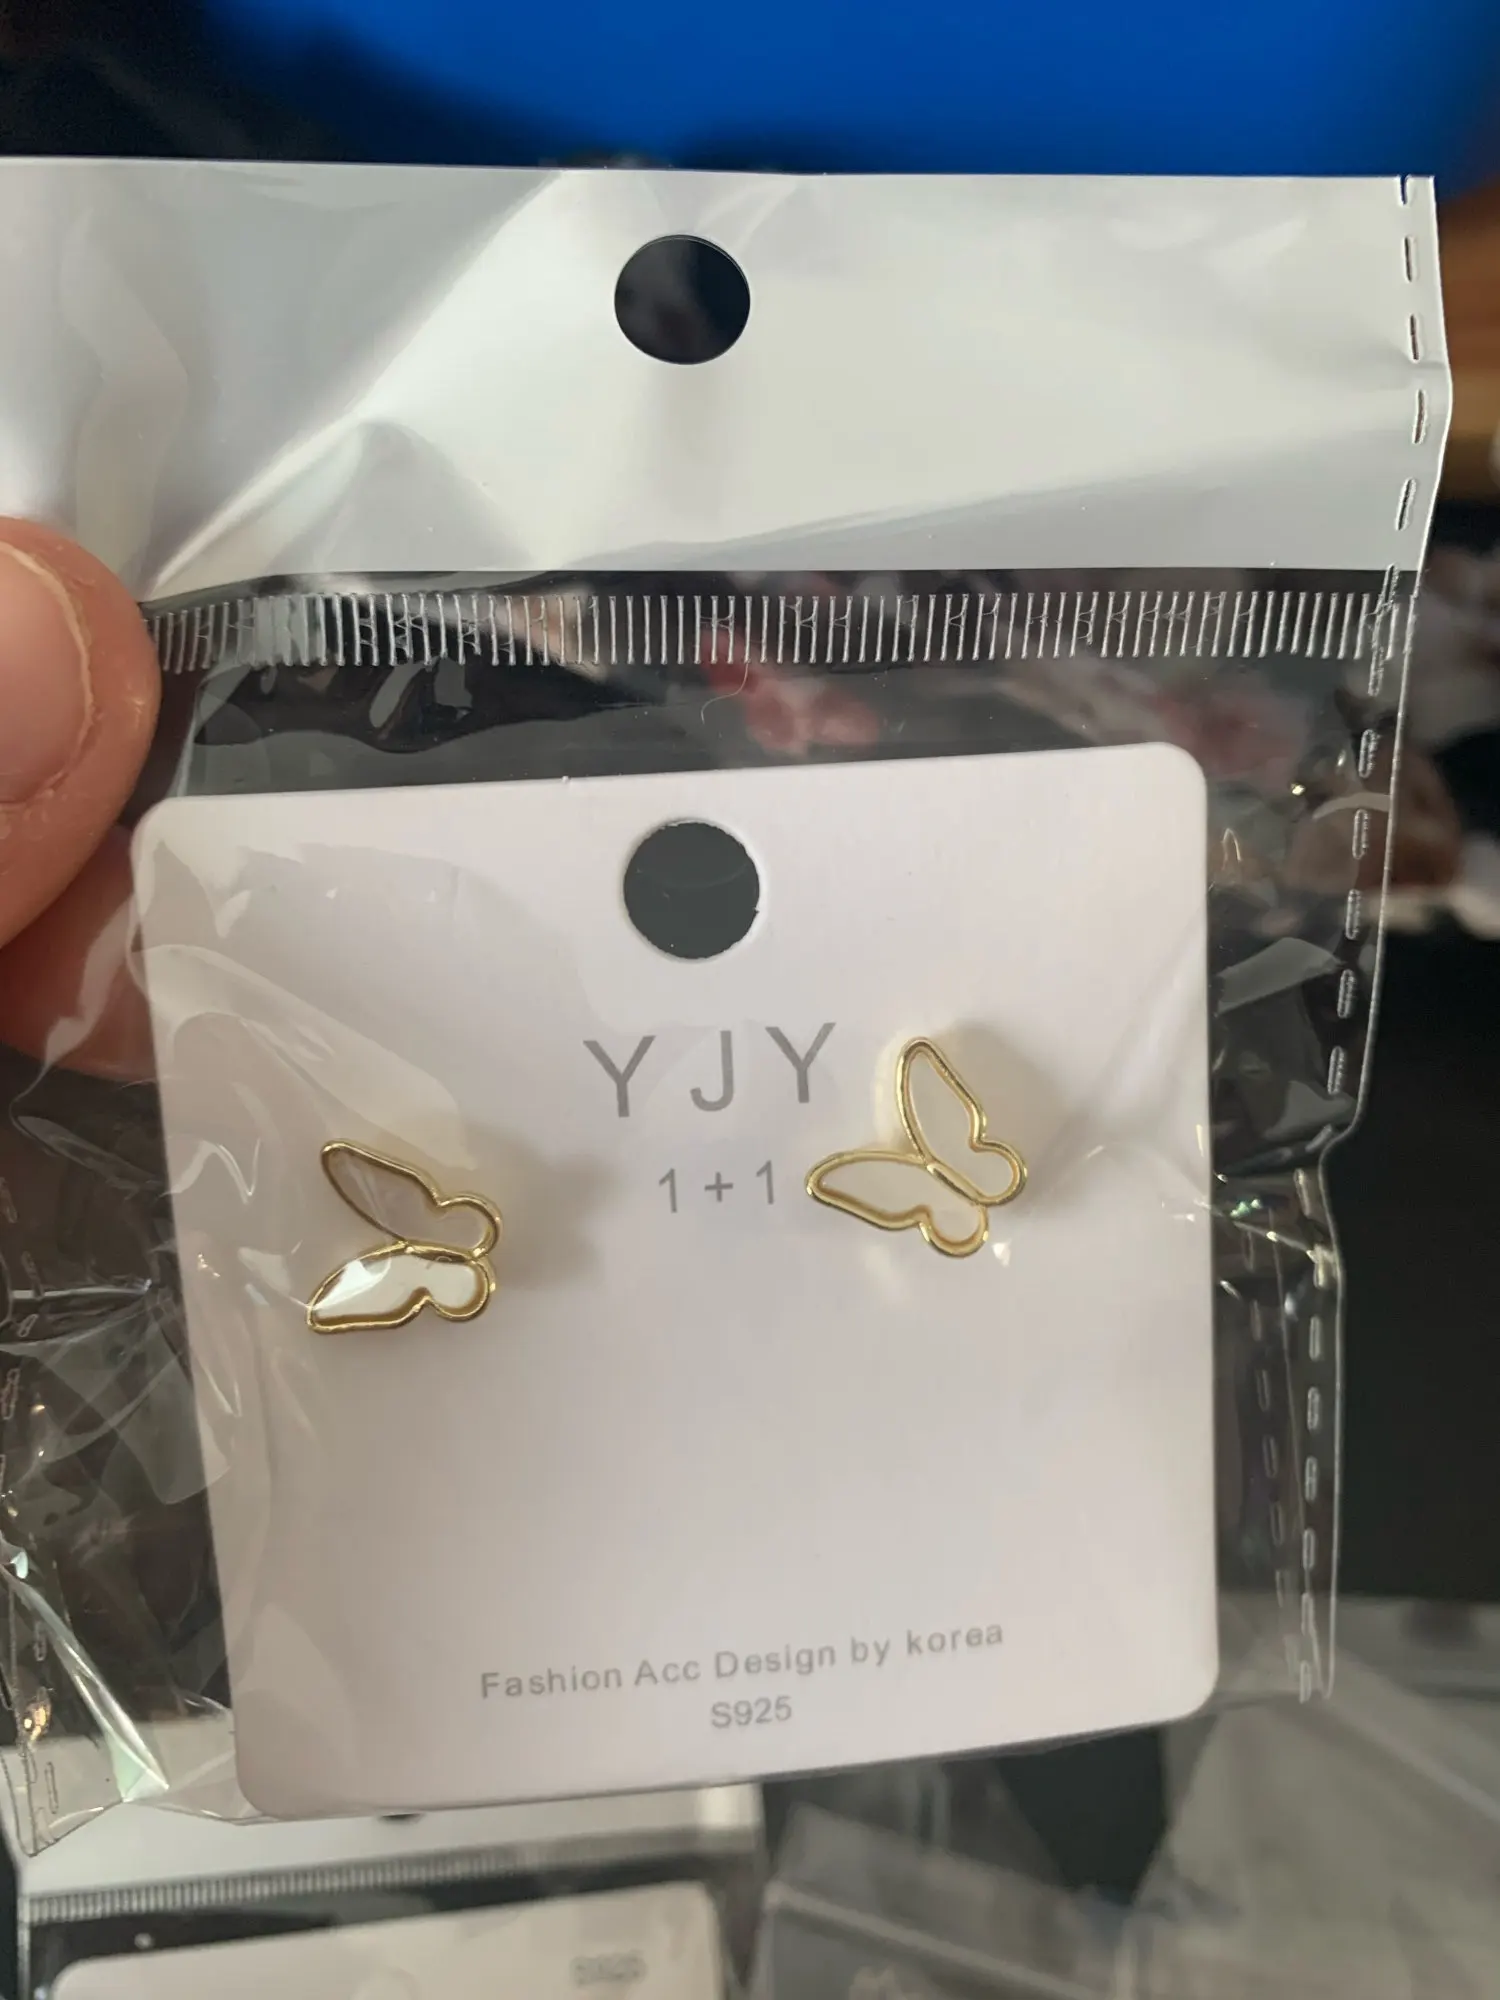 YJY
1+1
Fashion Acc Design by korea
S925